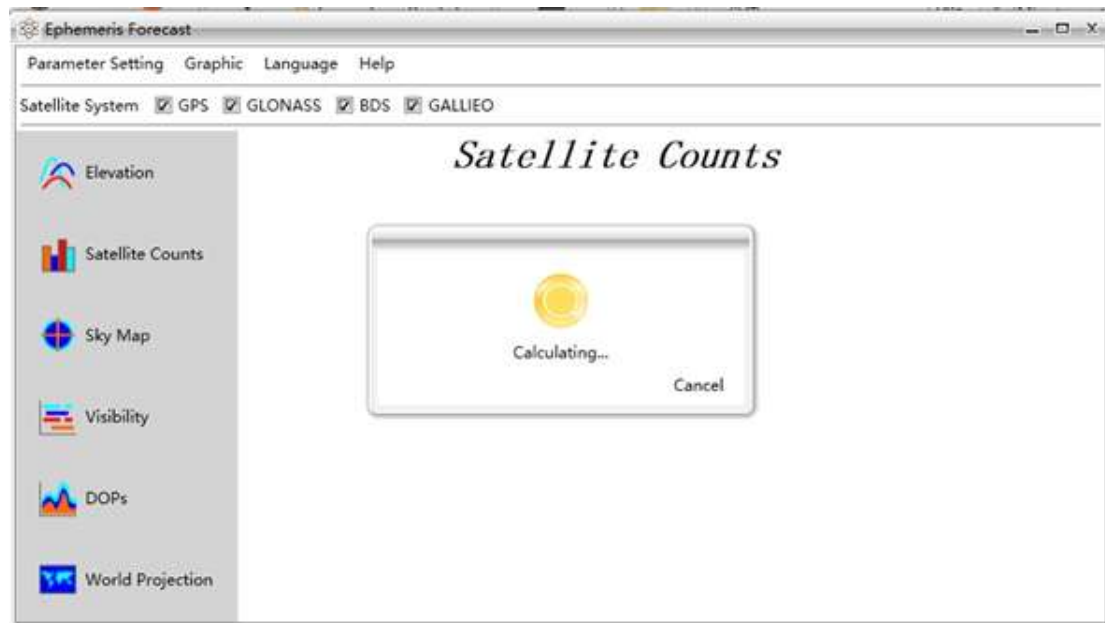 Ephemeris Forecast
Parameter Setting Graphic Language Help
Satellite System GPS GLONASS BDS GALLIEO
Satellite Counts
Elevation
Satellite Counts
Sky Map
Visibility
DOPs
World Projection
Calculating...
Cancel